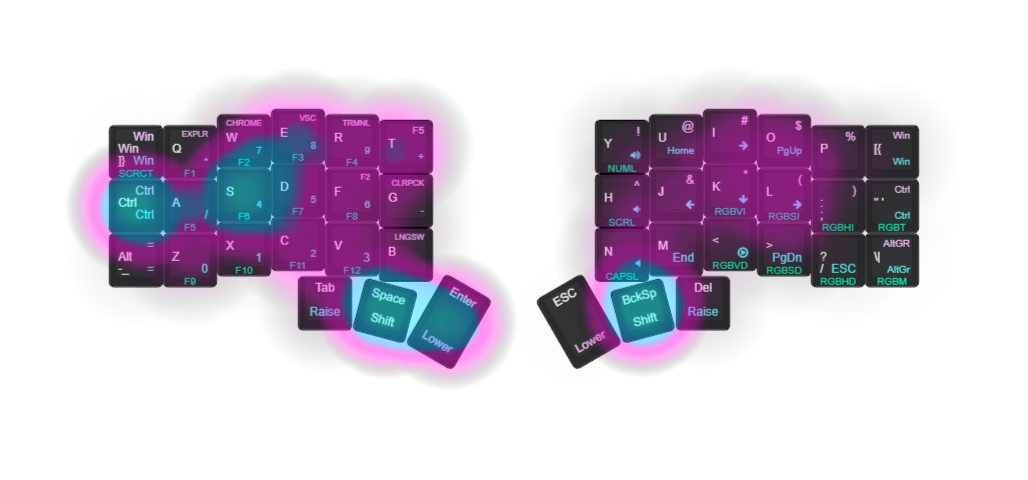 Win
Win
]} Win
SCRCT
EXPLR
Q
*
F1
CHROME
W
7
F2
VSC
E
8
F3
TRMNL
R
9
F4
F5
T
+
Ctrl
Ctrl
Ctrl
A
/
F5
S
4
F6
D
5
F7
F2
F
6
F8
CLRPCK
G
-
=
Alt
-_ =
Z
0
F9
X
1
F10
C
2
F11
V
3
F12
LNGSW
B
Tab
Raise
Space
Shift
Enter
Lower
!
Y
NUML
@
U
Home
#
I
$
O
PgUp
%
P
Win
[{
Win
^
H
SCRL
&
J
*
K
RGBVI
(
L
RGBSI
)
: ;
RGBHI
Ctrl
" '
Ctrl
RGBT
N
CAPSL
M
End
<
,
RGBVD
>
.
PgDn
RGBSD
?
/ ESC
RGBHD
AltGR
\|
AltGr
RGBM
ESC
Lower
BckSp
Shift
Del
Raise